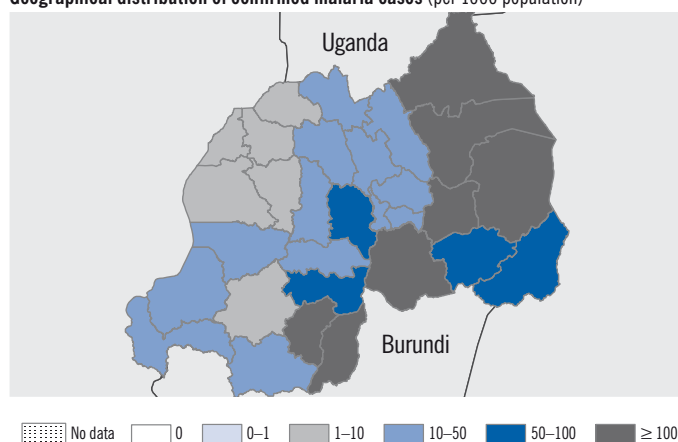 Geographical distribution of confirmed malaria cases (per 1000 population)
Uganda
Burundi
No data
0
0–1
1–10
10–50
50–100
≥ 100